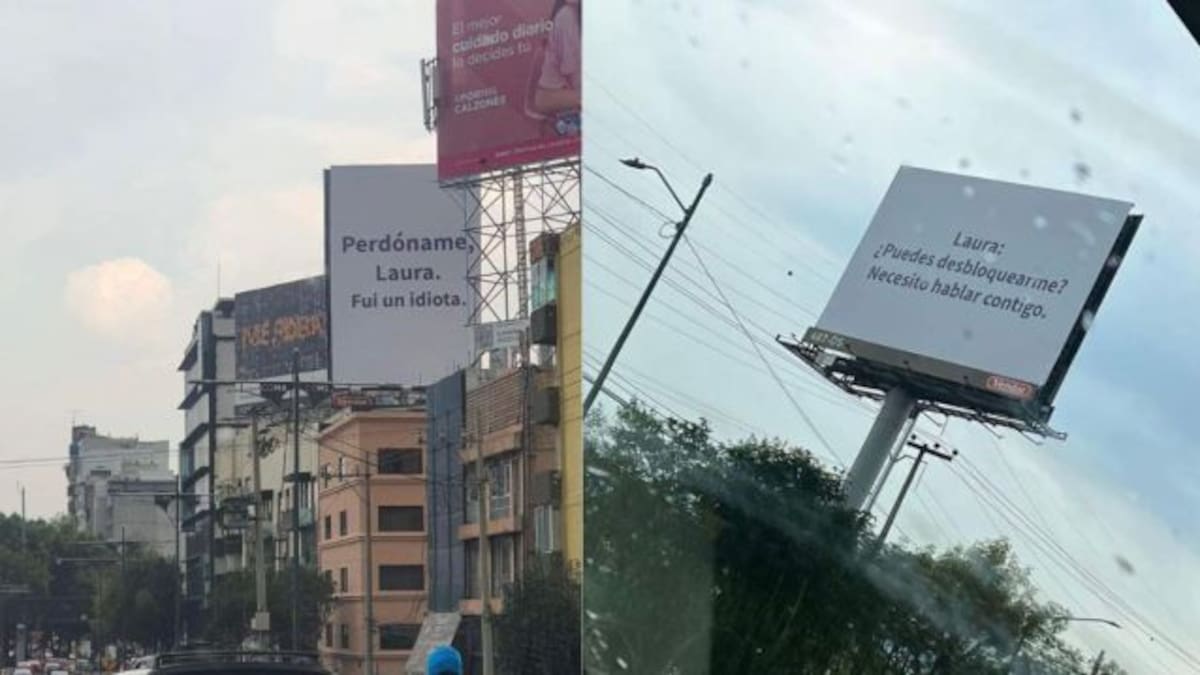 El mejor
cuidado diario
lo decides tú
CALZONES
Perdóname,
Laura.
Fui un idiota.
Laura:
¿Puedes desbloquearme?
Necesito hablar contigo.